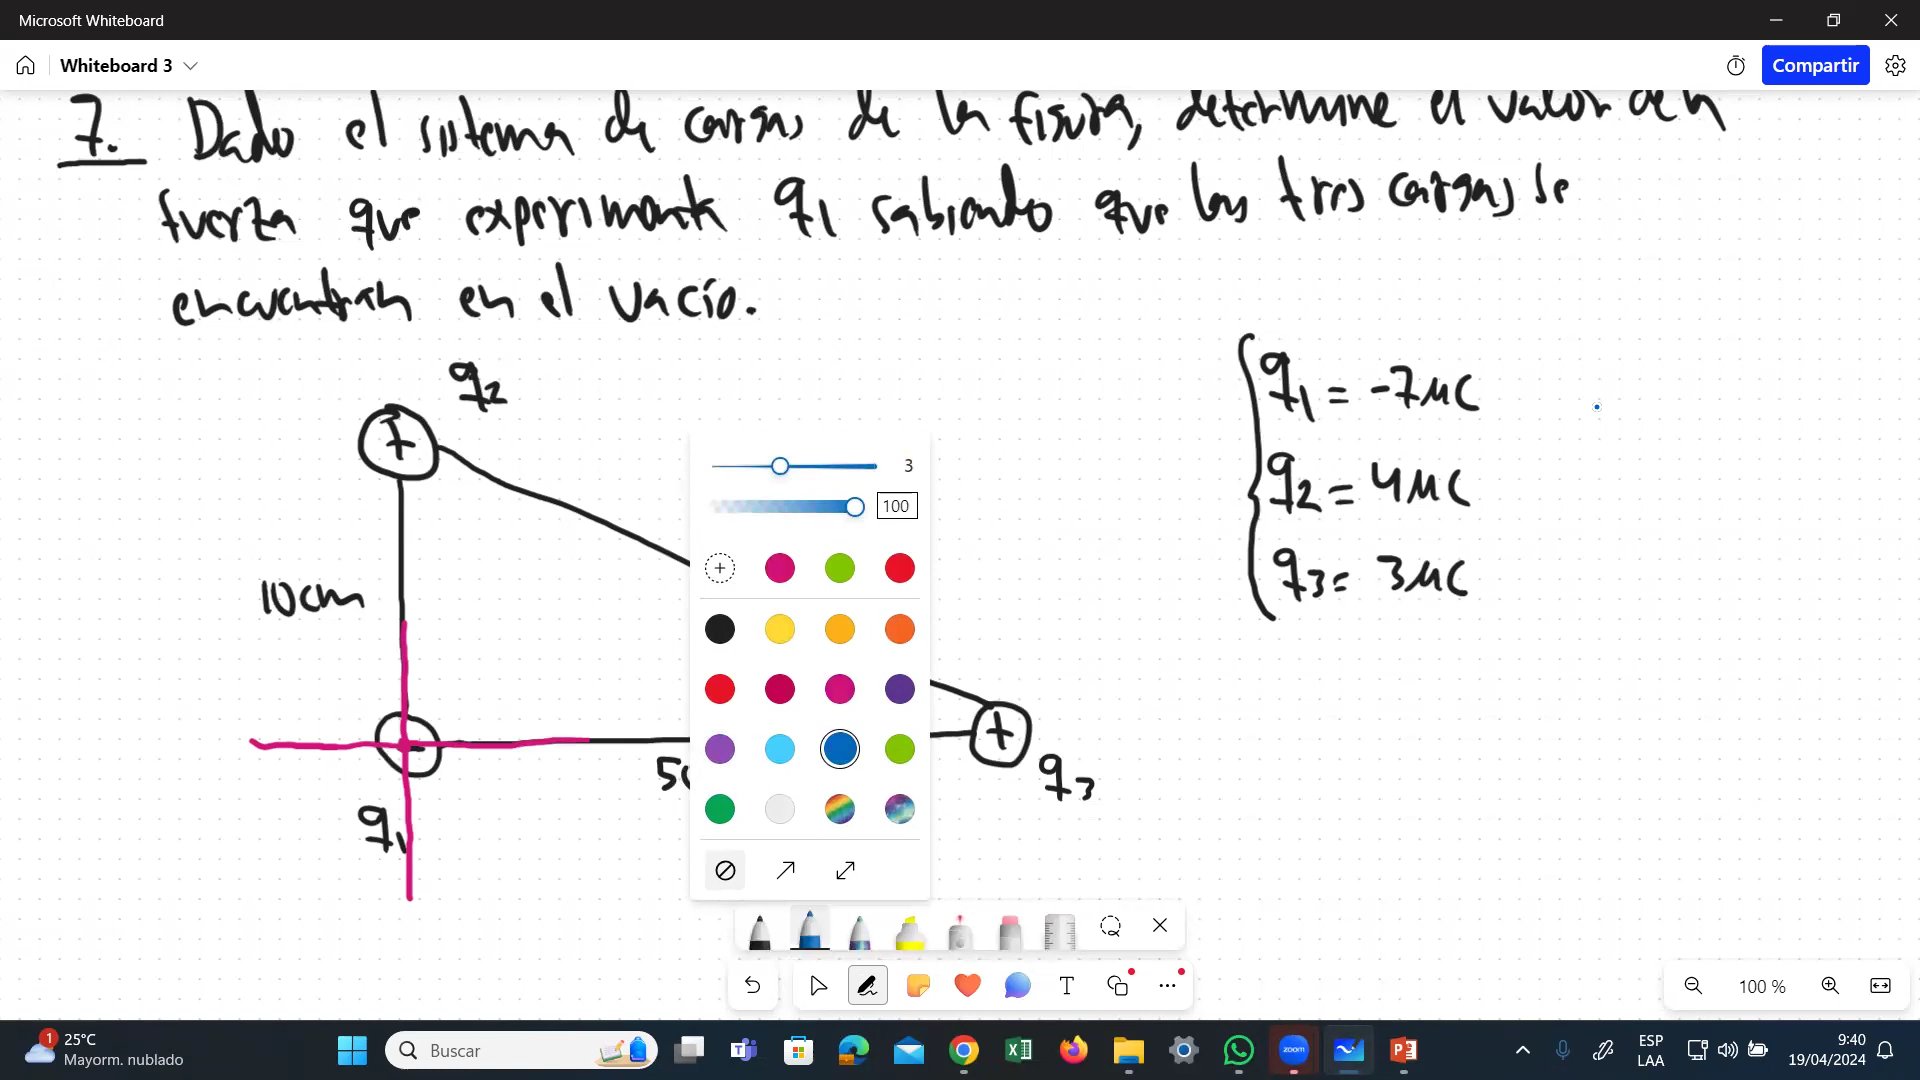 Microsoft Whiteboard
Whiteboard 3
Compartir
7. Dado el sistema de cargas de la figura, determine el valor de la
fuerza que experimenta q1 sabiendo que las tres cargas se
encuentran en el vacío.
q2
+
q1 = -7μC
q2 = 4μC
q3 = 3μC
3
100
10cm
-
+
q3
q1
100 %
1
25°C
Mayorm. nublado
Buscar
zoom
ESP
LAA
9:40
19/04/2024